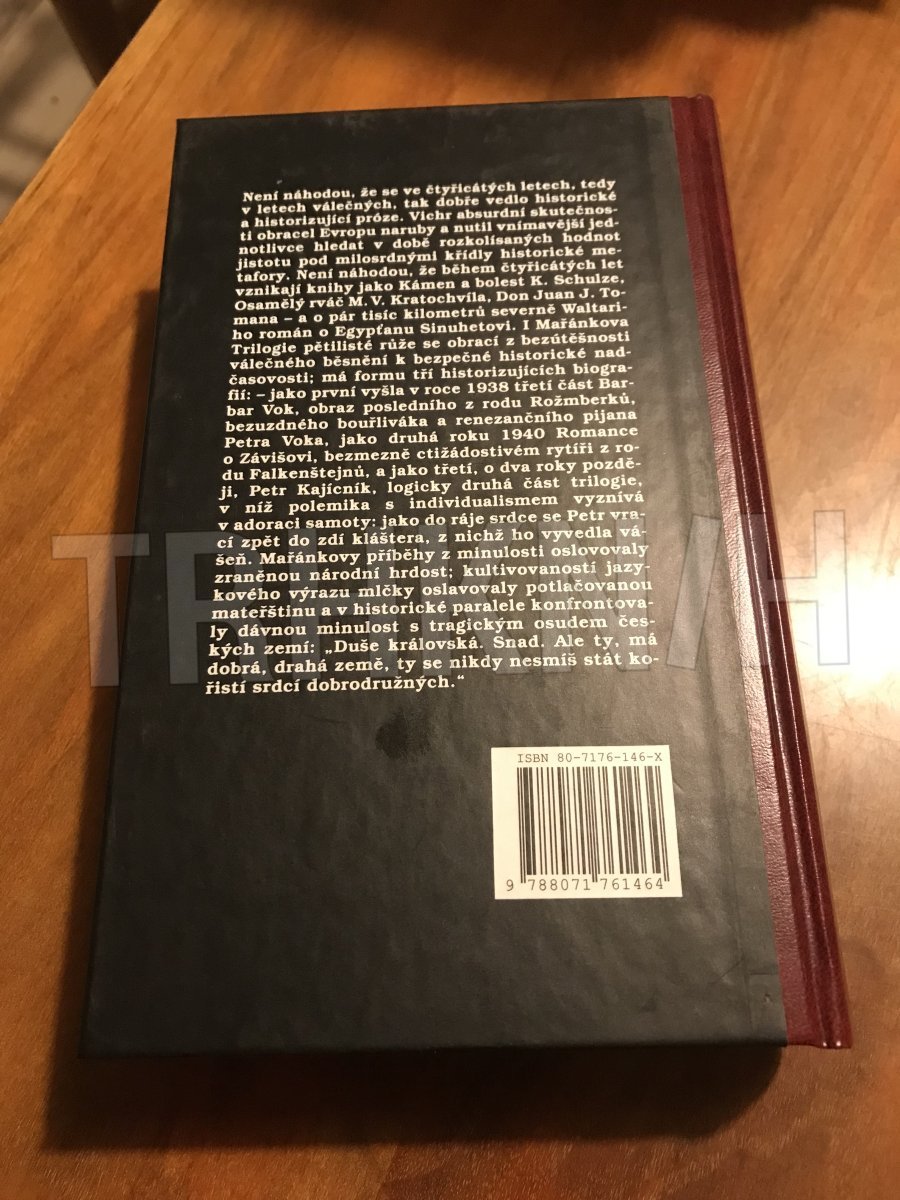 Není náhodou, že se ve čtyřicátých letech, tedy
v letech válečných, tak dobře vedlo historické
a historizující próze. Vichr absurdní skutečnos-
ti obracel Evropu naruby a nutil vnímavější jed-
notlivce hledat v době rozkolísaných hodnot
jistotu pod milosrdnými křídly historické me-
tafory. Není náhodou, že během čtyřicátých let
vznikají knihy jako Kámen a bolest K. Schulze,
Osamělý rváč M. V. Kratochvíla, Don Juan J. To-
mana – a o pár tisíc kilometrů severně Waltari-
ho román o Egypťanu Sinuhetovi. I Mařánkova
Trilogie pětilisté růže se obrací z bezútěšnosti
válečného běsnění k bezpečné historické nad-
časovosti; má formu tří historizujících biogra-
fií: – jako první vyšla v roce 1938 třetí část Bar-
bar Vok, obraz posledního z rodu Rožmberků,
bezuzdného bouřliváka a renezančního pijana
Petra Voka, jako druhá roku 1940 Romance
o Závišovi, bezmezně ctižádostivém rytíři z ro-
du Falkenštejnů, a jako třetí, o dva roky pozdě-
ji, Petr Kajícník, logicky druhá část trilogie,
v níž polemika s individualismem vyznívá
v adoraci samoty: jako do ráje srdce se Petr vra-
cí zpět do zdí kláštera, z nichž ho vyvedla vá-
šeň. Mařánkovy příběhy z minulosti oslovovaly
zraněnou národní hrdost; kultivovaností jazy-
kového výrazu mlčky oslavovaly potlačovanou
mateřštinu a v historické paralele konfrontova-
ly dávnou minulost s tragickým osudem čes-
kých zemí: „Duše královská. Snad. Ale ty, má
dobrá, drahá země, ty se nikdy nesmíš stát ko-
řistí srdcí dobrodružných.“
ISBN 80-7176-146-X
9 788071 761464